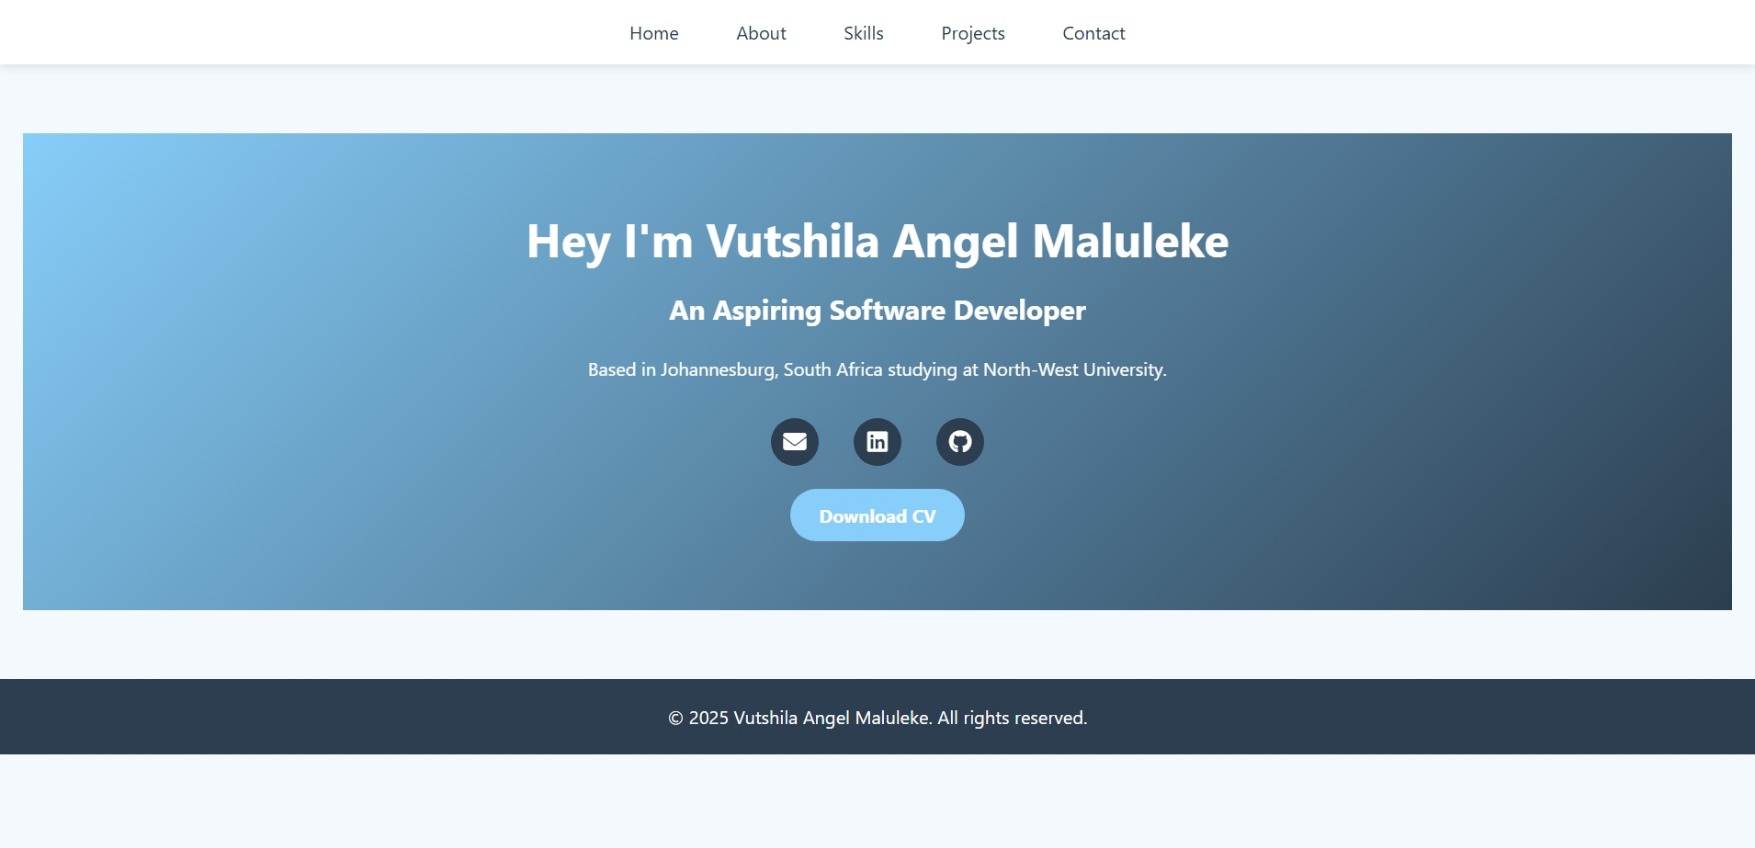 Home About Skills Projects Contact
Hey I'm Vutshila Angel Maluleke
An Aspiring Software Developer
Based in Johannesburg, South Africa studying at North-West University.
in
Download CV
© 2025 Vutshila Angel Maluleke. All rights reserved.